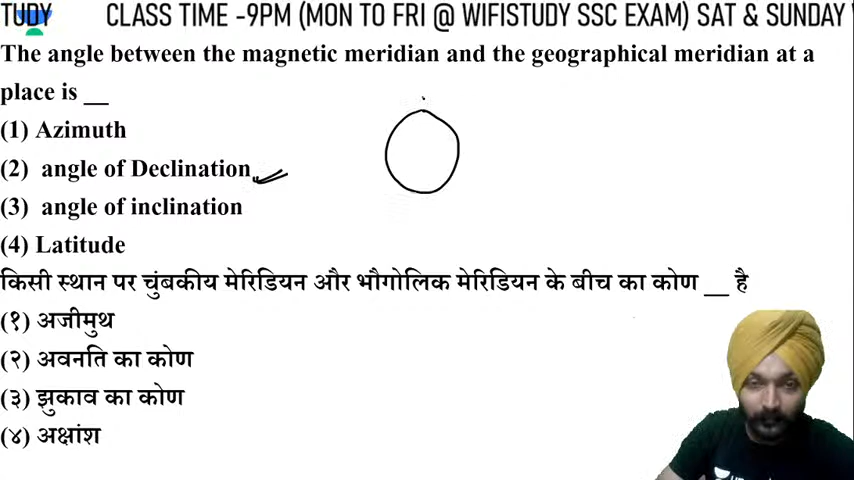 TUDY CLASS TIME -9PM (MON TO FRI @ WIFISTUDY SSC EXAM) SAT & SUNDAY
The angle between the magnetic meridian and the geographical meridian at a
place is __
(1) Azimuth
(2) angle of Declination
(3) angle of inclination
(4) Latitude
किसी स्थान पर चुंबकीय मेरिडियन और भौगोलिक मेरिडियन के बीच का कोण __ है
(१) अजीमुथ
(२) अवनति का कोण
(३) झुकाव का कोण
(४) अक्षांश